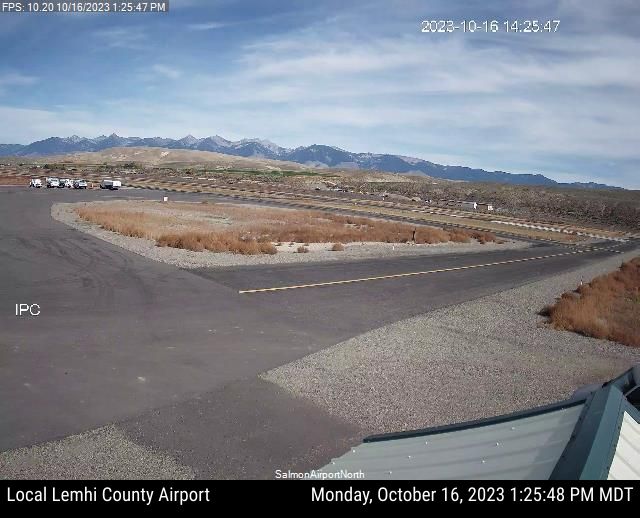 FPS: 10.20 10/16/2023 1:25:47 PM
2023-10-16 14:25:47
IPC
SalmonAirportNorth
Local Lemhi County Airport
Monday, October 16, 2023 1:25:48 PM MDT